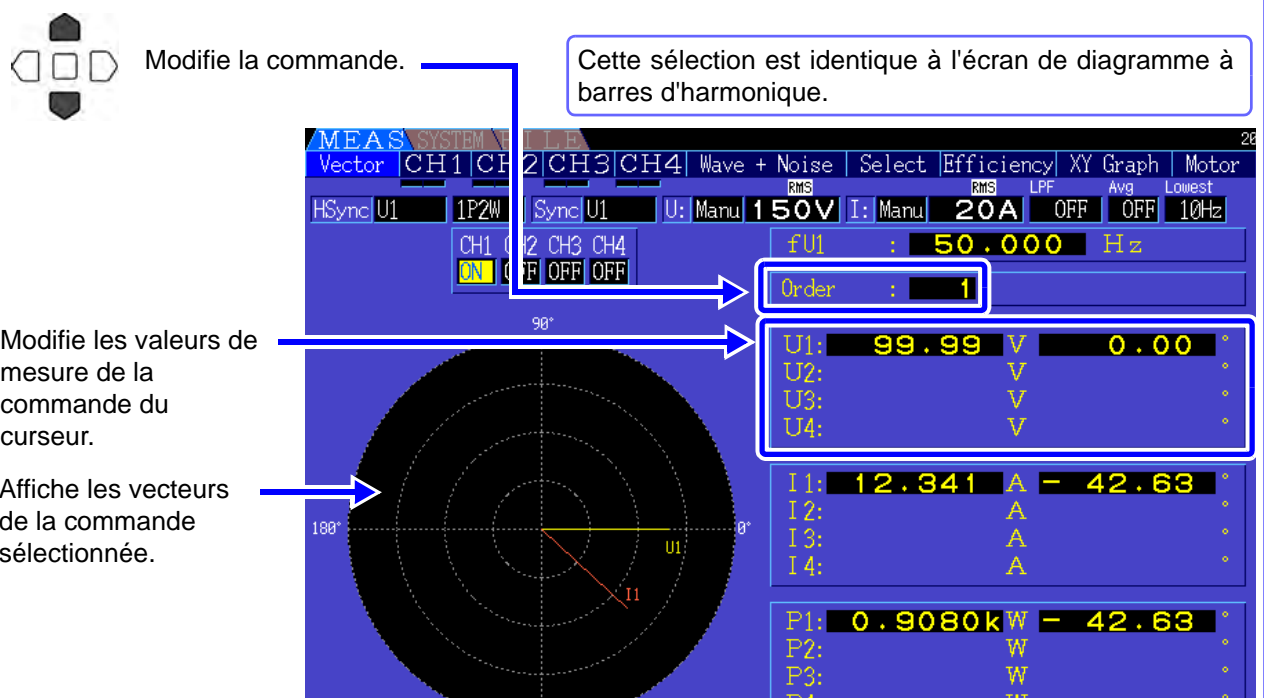 Modifie la commande.
Cette sélection est identique à l'écran de diagramme à
barres d'harmonique.
MEAS SYSTEM
20
Vector CH1 CH2 CH3 CH4 Wave + Noise Select Efficiency XY Graph Motor
RMS RMS LPF Avg Lowest
HSync U1 1P2W Sync U1 U: Manu 150V I: Manu 20A OFF OFF 10Hz
CH1 CH2 CH3 CH4
ON OFF OFF OFF
fU1 : 50.000 Hz
Order : 1
Modifie les valeurs de
mesure de la
commande du
curseur.
Affiche les vecteurs
de la commande
sélectionnée.
90°
180°
0°
U1
I1
U1: 99.99 V 0.00 °
U2: V °
U3: V °
U4: V °
I1: 12.341 A - 42.63 °
I2: A °
I3: A °
I4: A °
P1: 0.9080k W - 42.63 °
P2: W °
P3: W °